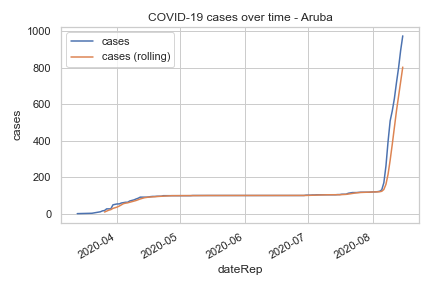 COVID-19 cases over time - Aruba
cases
cases (rolling)
1000
800
600
400
200
0
cases
2020-04
2020-05
2020-06
2020-07
2020-08
dateRep